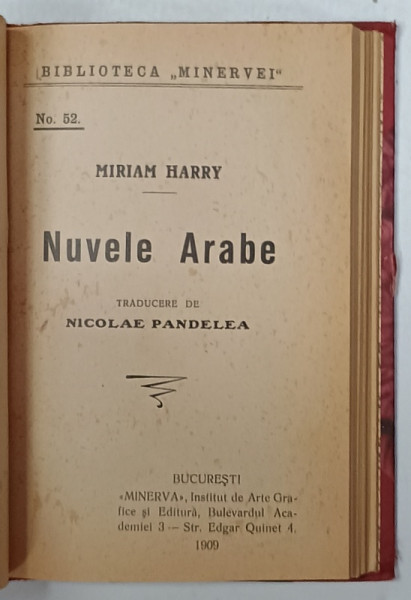 BIBLIOTECA „MINERVEI“
No. 52.
MIRIAM HARRY
Nuvele Arabe
TRADUCERE DE
NICOLAE PANDELEA
BUCUREȘTI
«MINERVA», Institut de Arte Gra-
fice și Editură, Bulevardul Aca-
demiei 3 — Str. Edgar Quinet 4.
1909